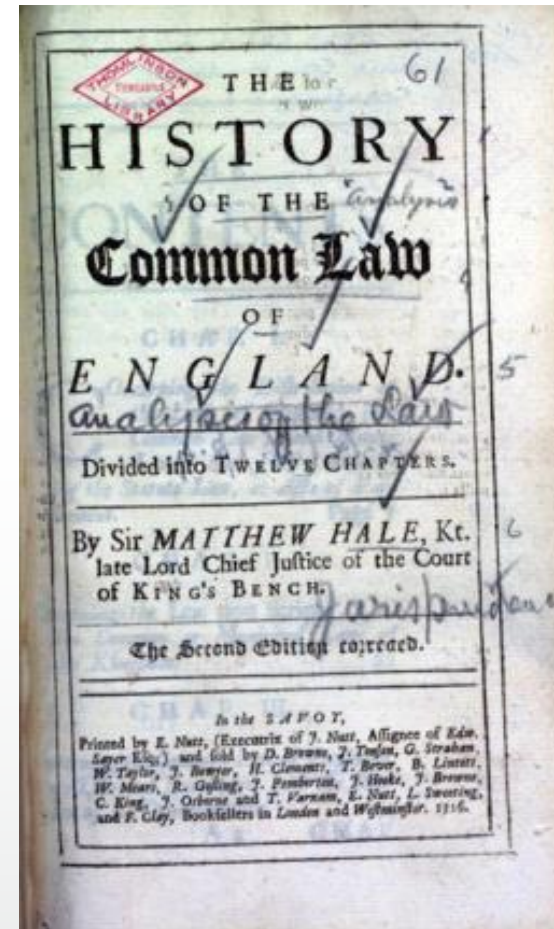 THOMLINSON
LIBRARY
61
THE
HISTORY
OF THE
"Analysis
Common Law
OF
ENGLAND.
5
Analysis of the Law
Divided into TWELVE CHAPTERS.
By Sir MATTHEW HALE, Kt.
6
late Lord Chief Juſtice of the Court
of KING'S BENCH.
Jurisprudence
The Second Edition corrected.
In the SAVOY,
Printed by E. Nutt, (Executrix of J. Nutt, Aſſignee of Edw.
Sayer Eſq;) and ſold by D. Browne, J. Tonſon, G. Straham,
W. Taylor, J. Bowyer, H. Clements, T. Bever, B. Lintott,
W. Mears, R. Goſling, J. Pemberton, J. Hooke, J. Browne,
C. King, J. Osborne and T. Varnam, E. Nutt, L. Sweeting,
and F. Clay, Bookſellers in London and Weſtminſter. 1716.